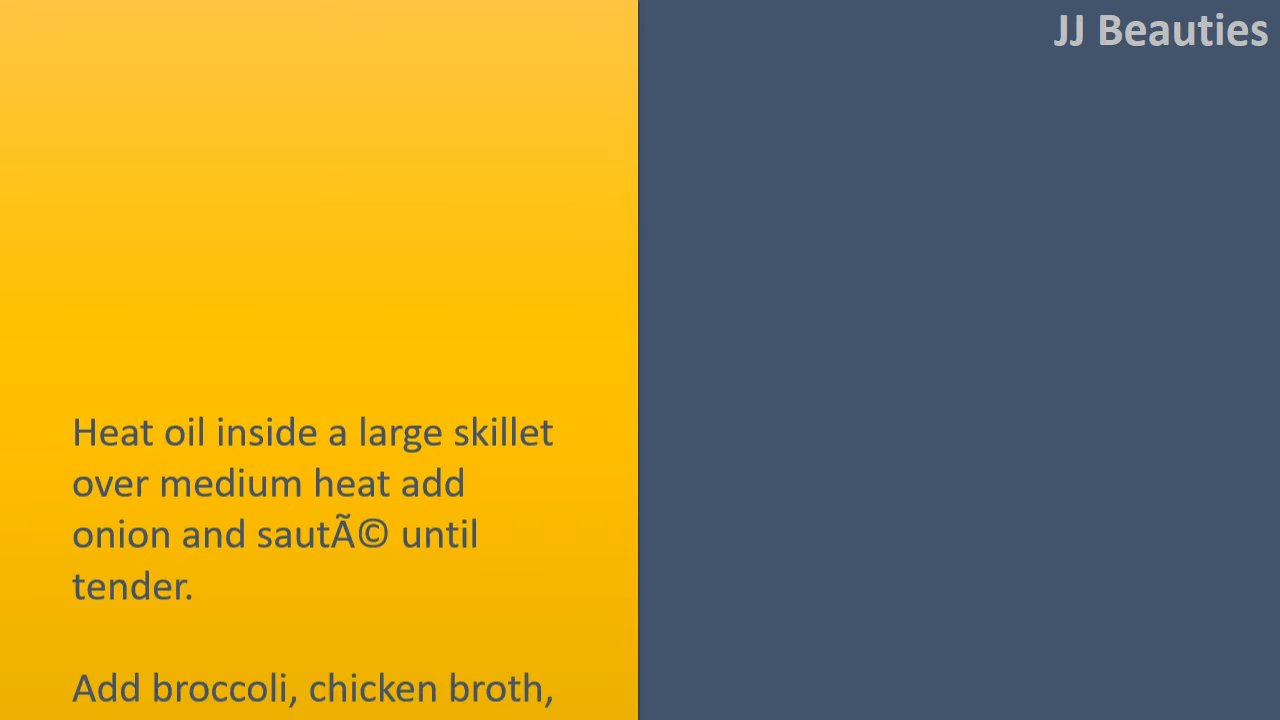 JJ Beauties
Heat oil inside a large skillet
over medium heat add
onion and sautÃ© until
tender.
Add broccoli, chicken broth,